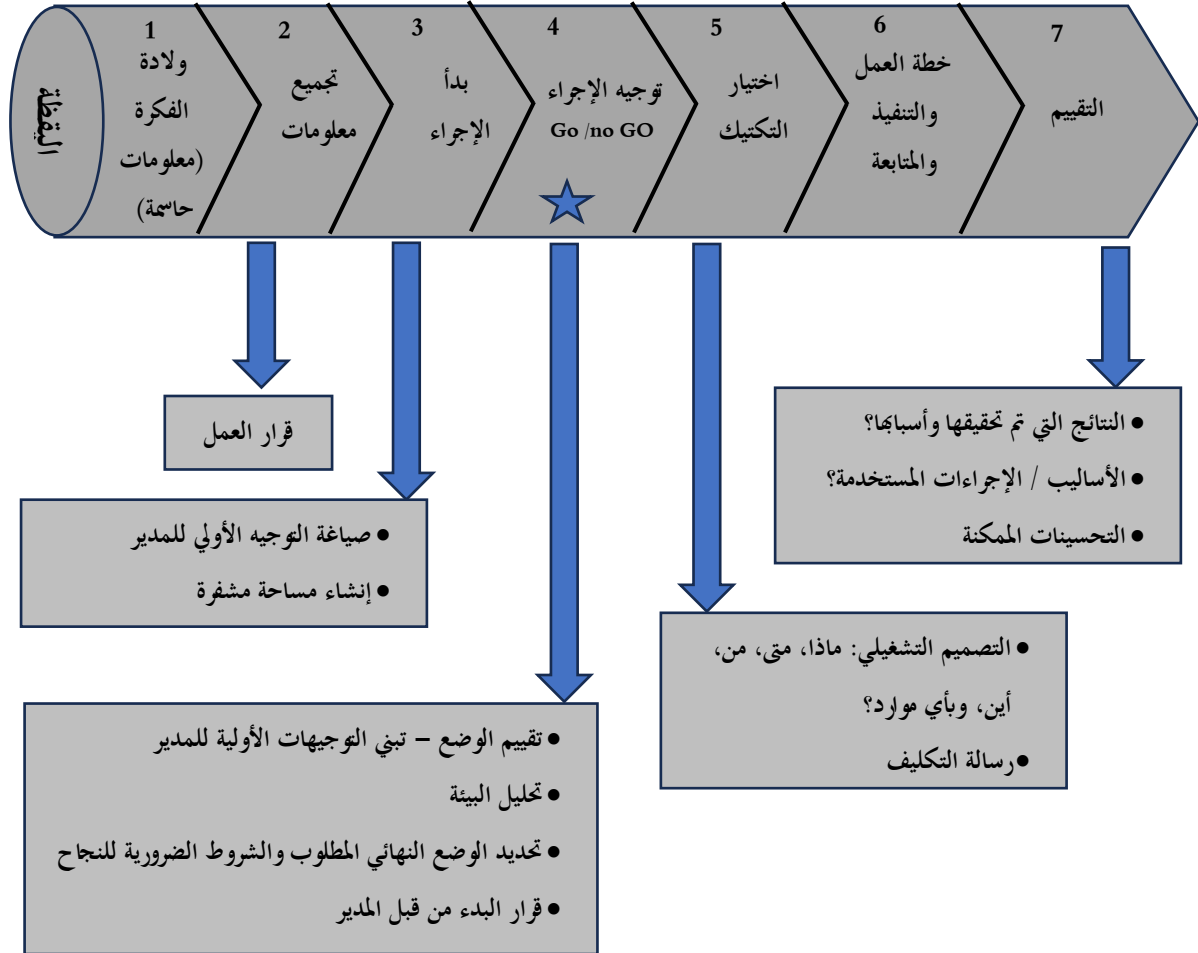 اليقظة
1
ولادة
الفكرة
(معلومات
حاسمة)
2
تجميع
معلومات
3
بدأ
الإجراء
4
توجيه الإجراء
Go /no GO
5
اختيار
التكتيك
6
خطة العمل
والتنفيذ
والمتابعة
7
التقييم
قرار العمل
• صياغة التوجيه الأولي للمدير
• إنشاء مساحة مشفرة
• تقييم الوضع – تبني التوجيهات الأولية للمدير
• تحليل البيئة
• تحديد الوضع النهائي المطلوب والشروط الضرورية للنجاح
• قرار البدء من قبل المدير
• التصميم التشغيلي: ماذا، متى، من،
أين، وبأي موارد؟
• رسالة التكليف
• النتائج التي تم تحقيقها وأسبابها؟
• الأساليب / الإجراءات المستخدمة؟
• التحسينات الممكنة